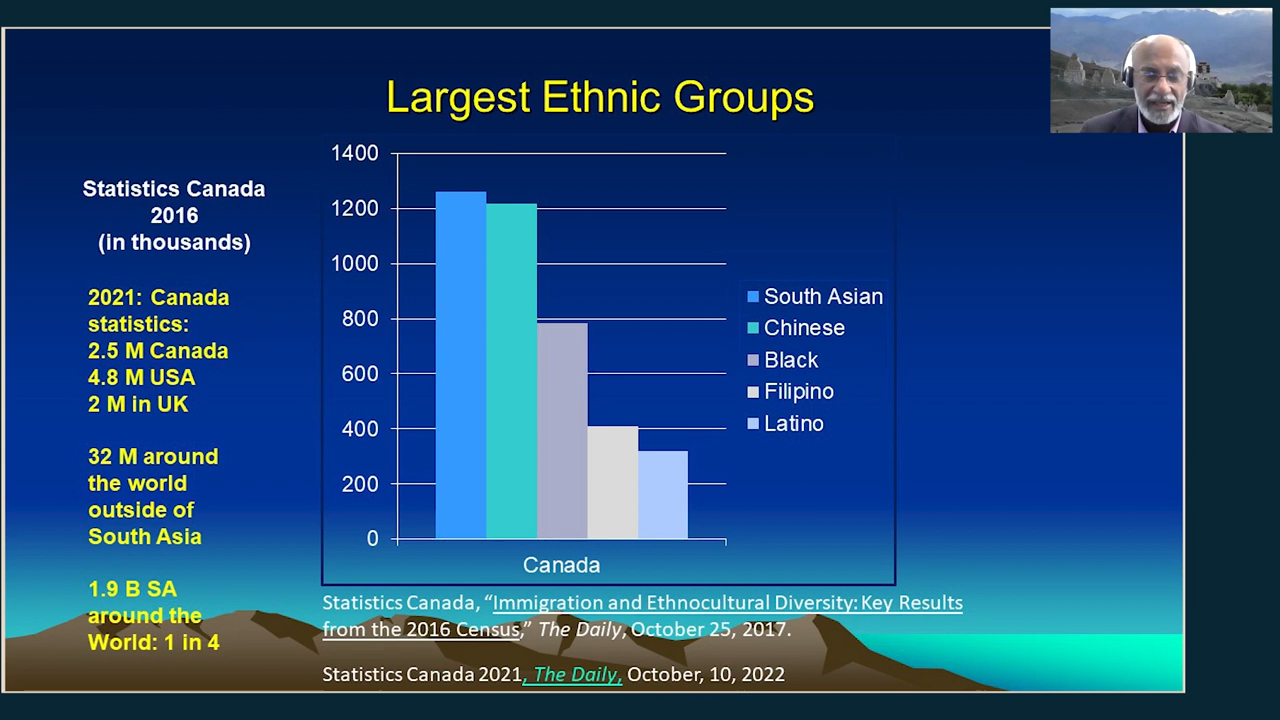 Largest Ethnic Groups
Statistics Canada
2016
(in thousands)
2021: Canada
statistics:
2.5 M Canada
4.8 M USA
2 M in UK
32 M around
the world
outside of
South Asia
1.9 B SA
around the
World: 1 in 4
1400
1200
1000
800
600
400
200
0
Canada
South Asian
Chinese
Black
Filipino
Latino
Statistics Canada, “Immigration and Ethnocultural Diversity: Key Results
from the 2016 Census,” The Daily, October 25, 2017.
Statistics Canada 2021, The Daily, October, 10, 2022